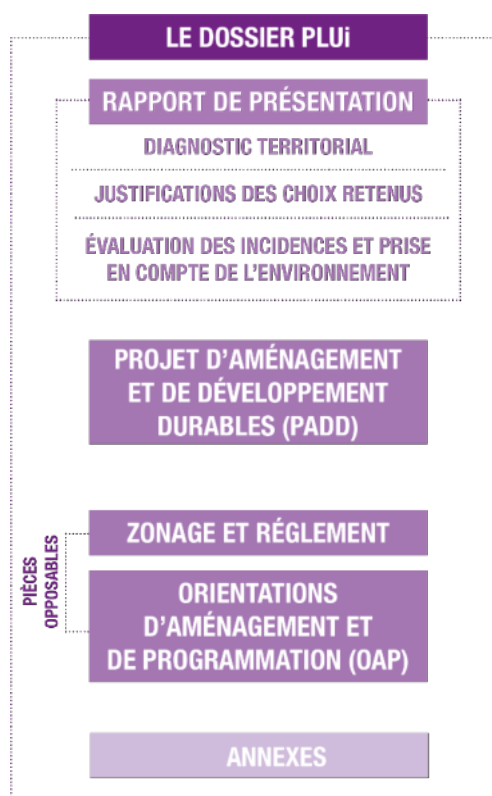 LE DOSSIER PLUi
RAPPORT DE PRÉSENTATION
DIAGNOSTIC TERRITORIAL
JUSTIFICATIONS DES CHOIX RETENUS
ÉVALUATION DES INCIDENCES ET PRISE
EN COMPTE DE L'ENVIRONNEMENT
PROJET D'AMÉNAGEMENT
ET DE DÉVELOPPEMENT
DURABLES (PADD)
PIÈCES
OPPOSABLES
ZONAGE ET RÉGLEMENT
ORIENTATIONS
D'AMÉNAGEMENT ET
DE PROGRAMMATION (OAP)
ANNEXES